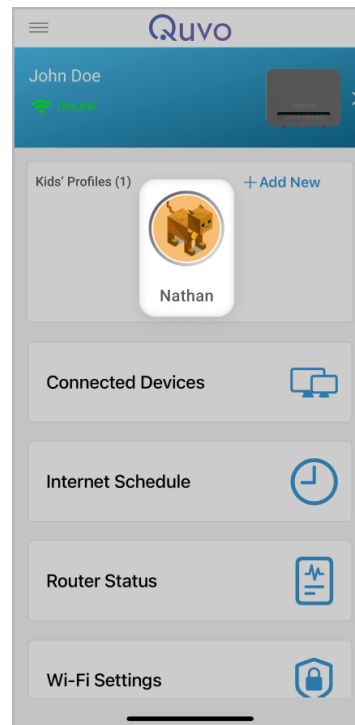 Quvo
John Doe
ONLINE
Kids' Profiles (1)
+Add New
Nathan
Connected Devices
Internet Schedule
Router Status
Wi-Fi Settings